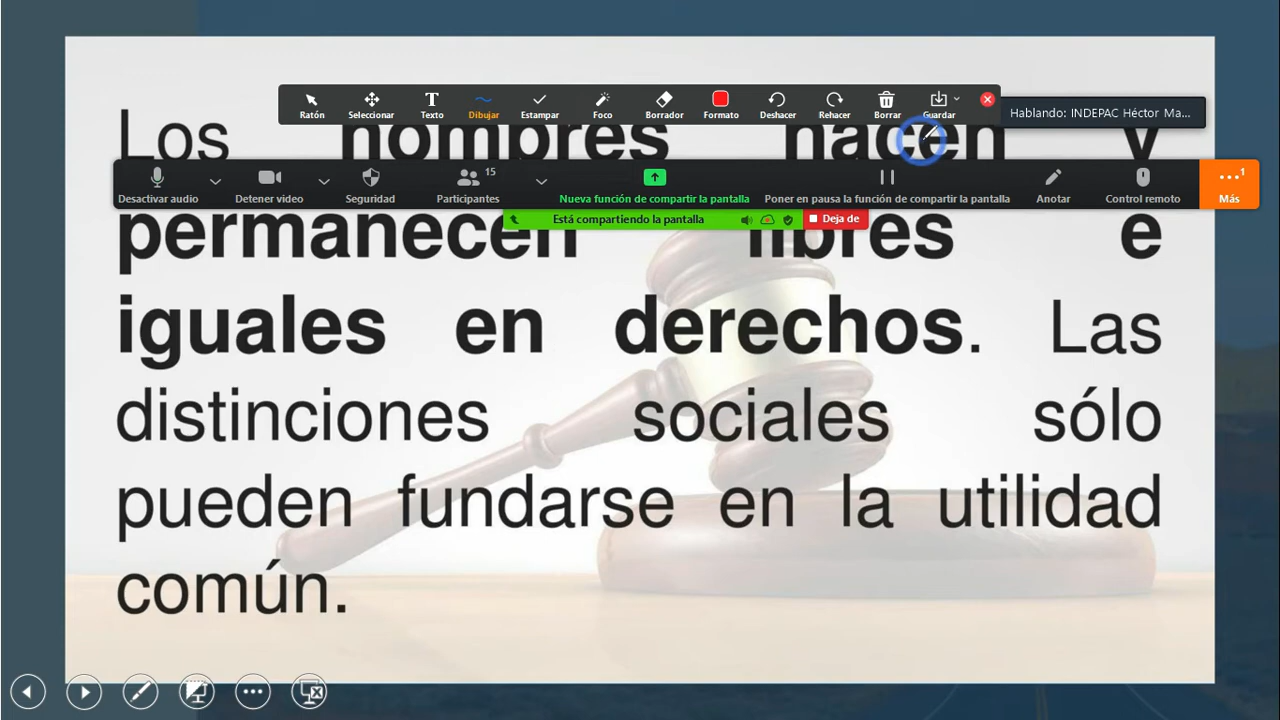 Ratón Seleccionar Texto Dibujar Estampar Foco Borrador Formato Deshacer Rehacer Borrar Guardar
Hablando: INDEPAC Héctor Ma...
Los hombres nacen y
15
1
Desactivar audio Detener video Seguridad Participantes Nueva función de compartir la pantalla Poner en pausa la función de compartir la pantalla Anotar Control remoto Más
Está compartiendo la pantalla Deja de
permanecen libres e
iguales en derechos. Las
distinciones sociales sólo
pueden fundarse en la utilidad
común.